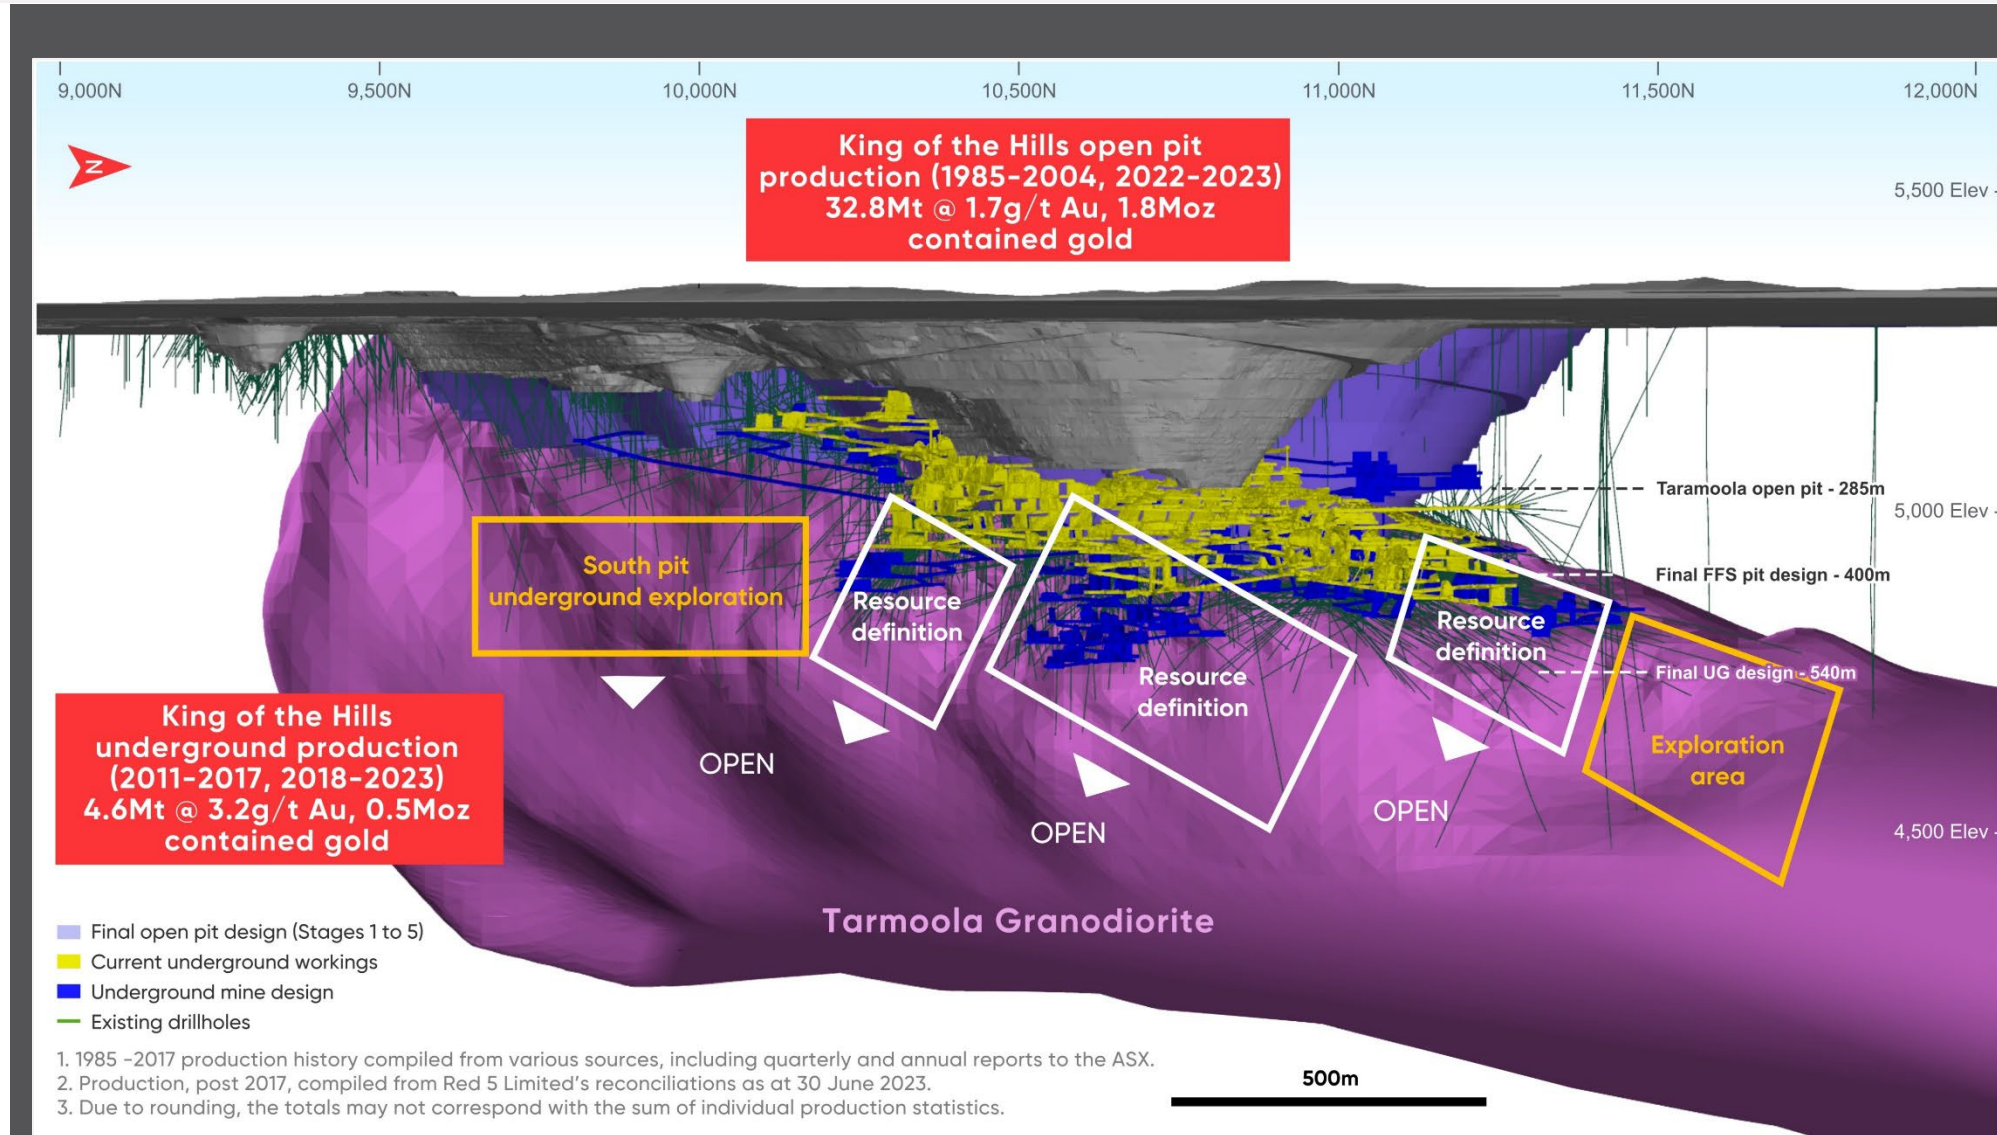 9,000N
9,500N
10,000N
10,500N
11,000N
11,500N
12,000N
N
King of the Hills open pit
production (1985-2004, 2022-2023)
32.8Mt @ 1.7g/t Au, 1.8Moz
contained gold
5,500 Elev
Taramoola open pit - 285m
5,000 Elev
South pit
underground exploration
Final FFS pit design - 400m
Resource
definition
Resource
definition
Resource
definition
Final UG design - 540m
King of the Hills
underground production
(2011-2017, 2018-2023)
4.6Mt @ 3.2g/t Au, 0.5Moz
contained gold
OPEN
OPEN
OPEN
Exploration
area
4,500 Elev
Tarmoola Granodiorite
Final open pit design (Stages 1 to 5)
Current underground workings
Underground mine design
Existing drillholes
1. 1985 -2017 production history compiled from various sources, including quarterly and annual reports to the ASX.
2. Production, post 2017, compiled from Red 5 Limited's reconciliations as at 30 June 2023.
3. Due to rounding, the totals may not correspond with the sum of individual production statistics.
500m